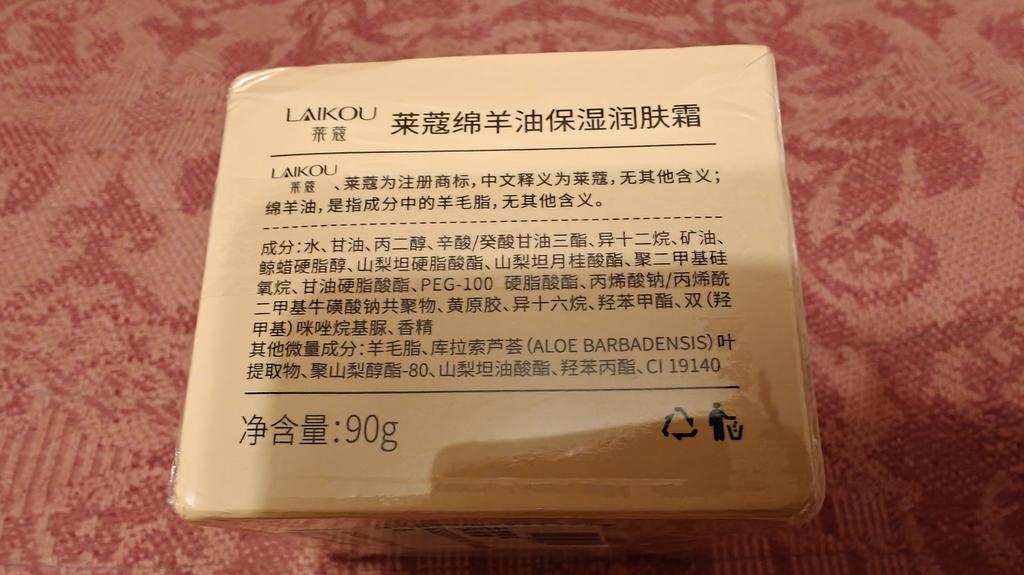 LAIKOU 莱蔻绵羊油保湿润肤霜
莱蔻
LAIKOU
莱蔻、莱蔻为注册商标,中文释义为莱蔻,无其他含义;
绵羊油,是指成分中的羊毛脂,无其他含义。
成分:水、甘油、丙二醇、辛酸/癸酸甘油三酯、异十二烷、矿油、
鲸蜡硬脂醇、山梨坦硬脂酸酯、山梨坦月桂酸酯、聚二甲基硅
氧烷、甘油硬脂酸酯、PEG-100 硬脂酸酯、丙烯酸钠/丙烯酰
二甲基牛磺酸钠共聚物、黄原胶、异十六烷、羟苯甲酯、双(羟
甲基)咪唑烷基脲、香精
其他微量成分:羊毛脂、库拉索芦荟(ALOE BARBADENSIS)叶
提取物、聚山梨醇酯-80、山梨坦油酸酯、羟苯丙酯、CI 19140
净含量:90g